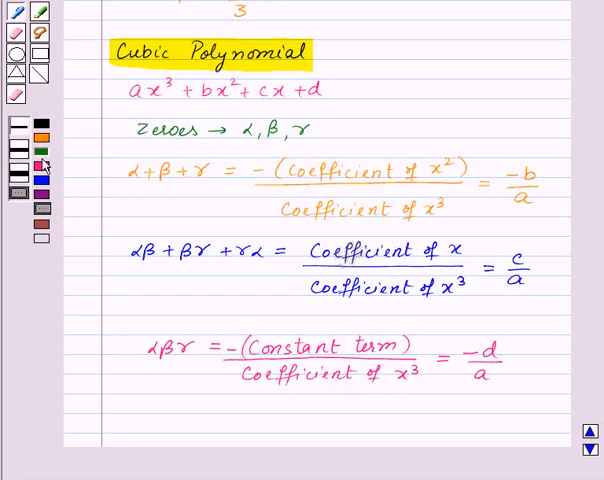 3
Cubic Polynomial
ax³ + bx² + cx + d
Zeroes → α, β, γ
α + β + γ = -(Coefficient of x²) / Coefficient of x³ = -b / a
αβ + βγ + γα = Coefficient of x / Coefficient of x³ = c / a
αβγ = -(Constant term) / Coefficient of x³ = -d / a